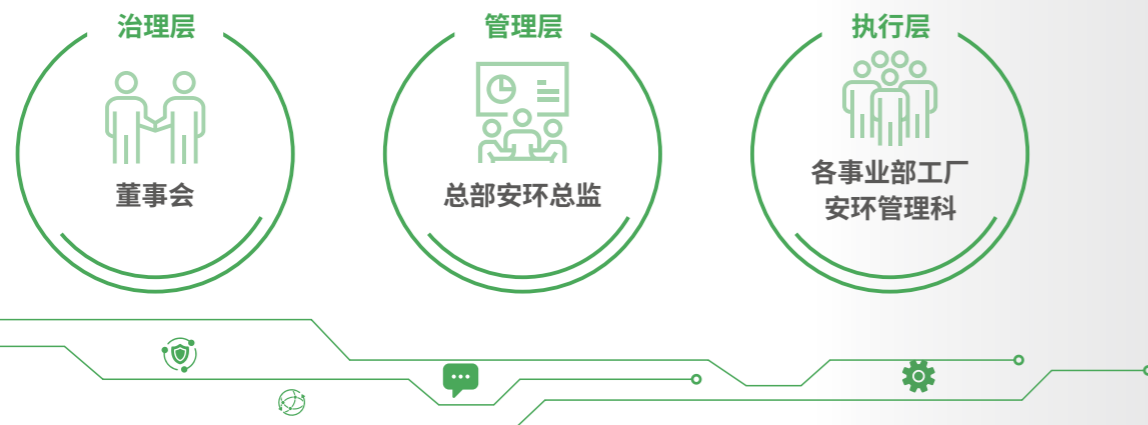 治理层
管理层
执行层
董事会
总部安环总监
各事业部工厂
安环管理科